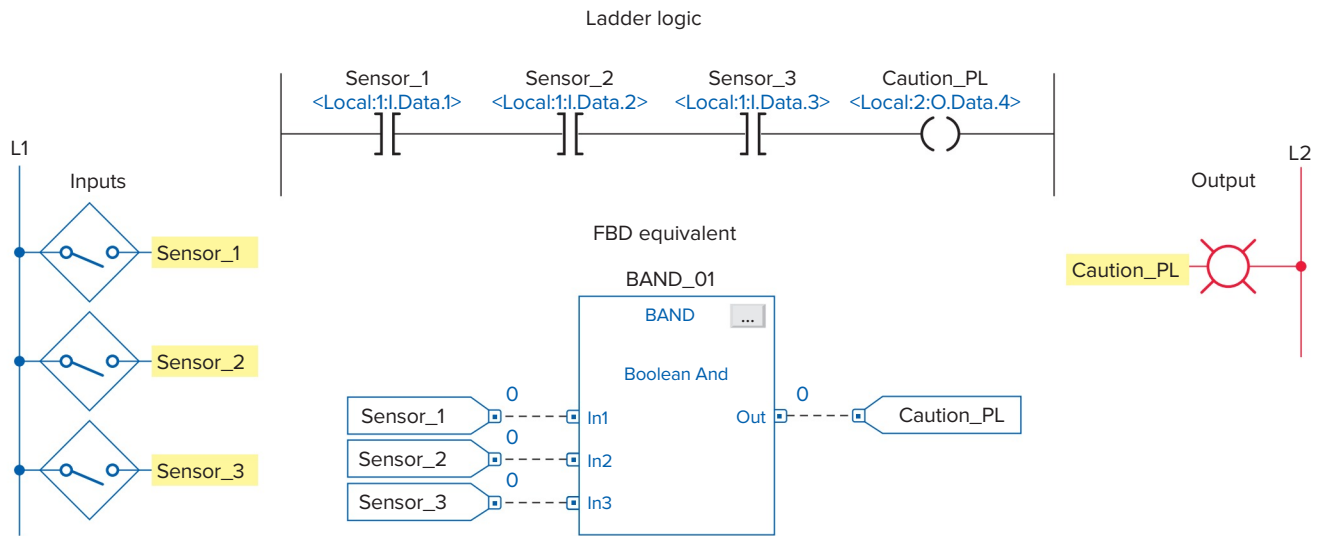 Ladder logic
Sensor_1 Sensor_2 Sensor_3 Caution_PL
<Local:1:I.Data.1> <Local:1:I.Data.2> <Local:1:I.Data.3> <Local:2:O.Data.4>
L1
L2
Inputs
Output
Sensor_1
Sensor_2
Sensor_3
Caution_PL
FBD equivalent
BAND_01
BAND ...
Boolean And
Sensor_1 0 In1 Out 0 Caution_PL
Sensor_2 0 In2
Sensor_3 0 In3